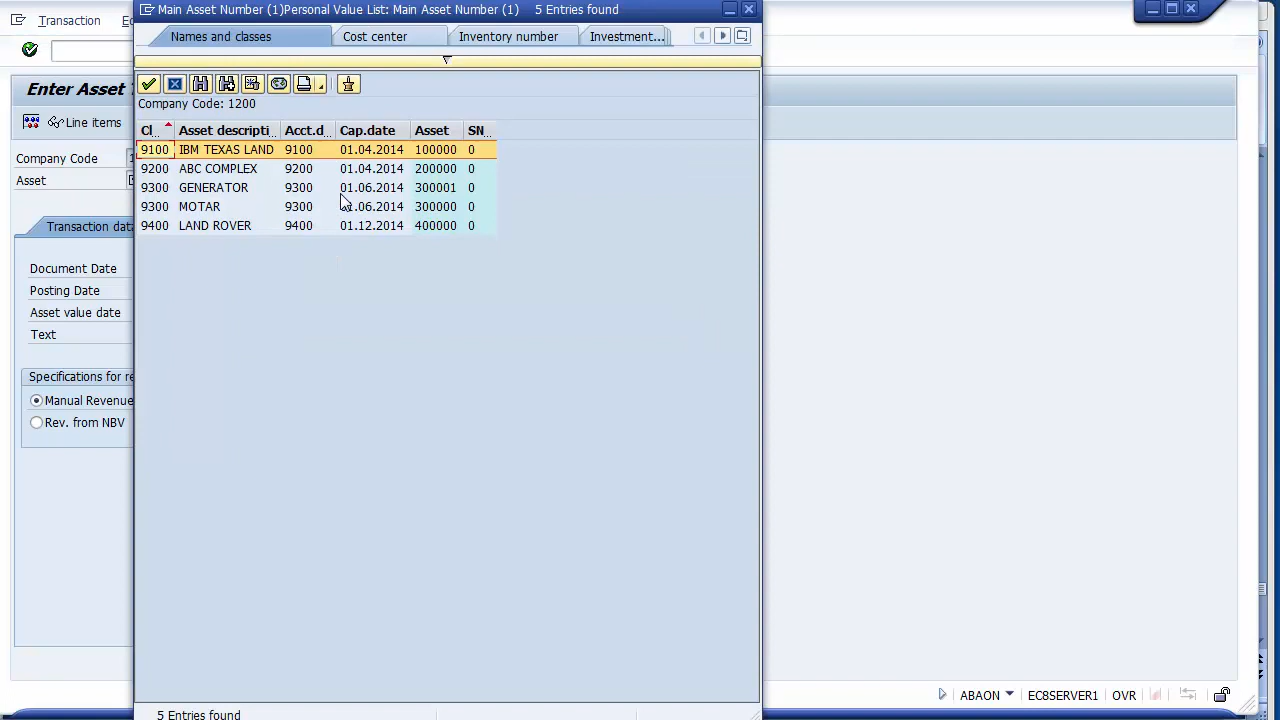 Main Asset Number (1)Personal Value List: Main Asset Number (1) 5 Entries found
Transaction
Names and classes Cost center Inventory number Investment...
Enter Asset
Company Code: 1200
Line items
Cl.. Asset descripti.. Acct.d.. Cap.date Asset SN..
9100 IBM TEXAS LAND 9100 01.04.2014 100000 0
Company Code
9200 ABC COMPLEX 9200 01.04.2014 200000 0
Asset
9300 GENERATOR 9300 01.06.2014 300001 0
9300 MOTAR 9300 .06.2014 300000 0
9400 LAND ROVER 9400 01.12.2014 400000 0
Transaction dat
Document Date
Posting Date
Asset value date
Text
Specifications for re
Manual Revenue
Rev. from NBV
ABAON EC8SERVER1 OVR
5 Entries found